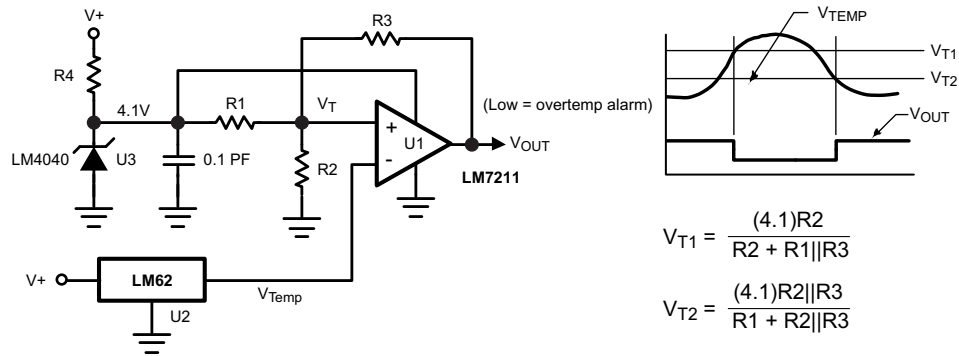 V+
R3
R4
4.1V
R1
VT
+
U1
-
LM4040
U3
0.1 PF
R2
LM7211
(Low = overtemp alarm)
VOUT
V+
LM62
VTemp
U2
VTEMP
VT1
VT2
VOUT
VT1 = (4.1)R2 / R2 + R1||R3
VT2 = (4.1)R2||R3 / R1 + R2||R3